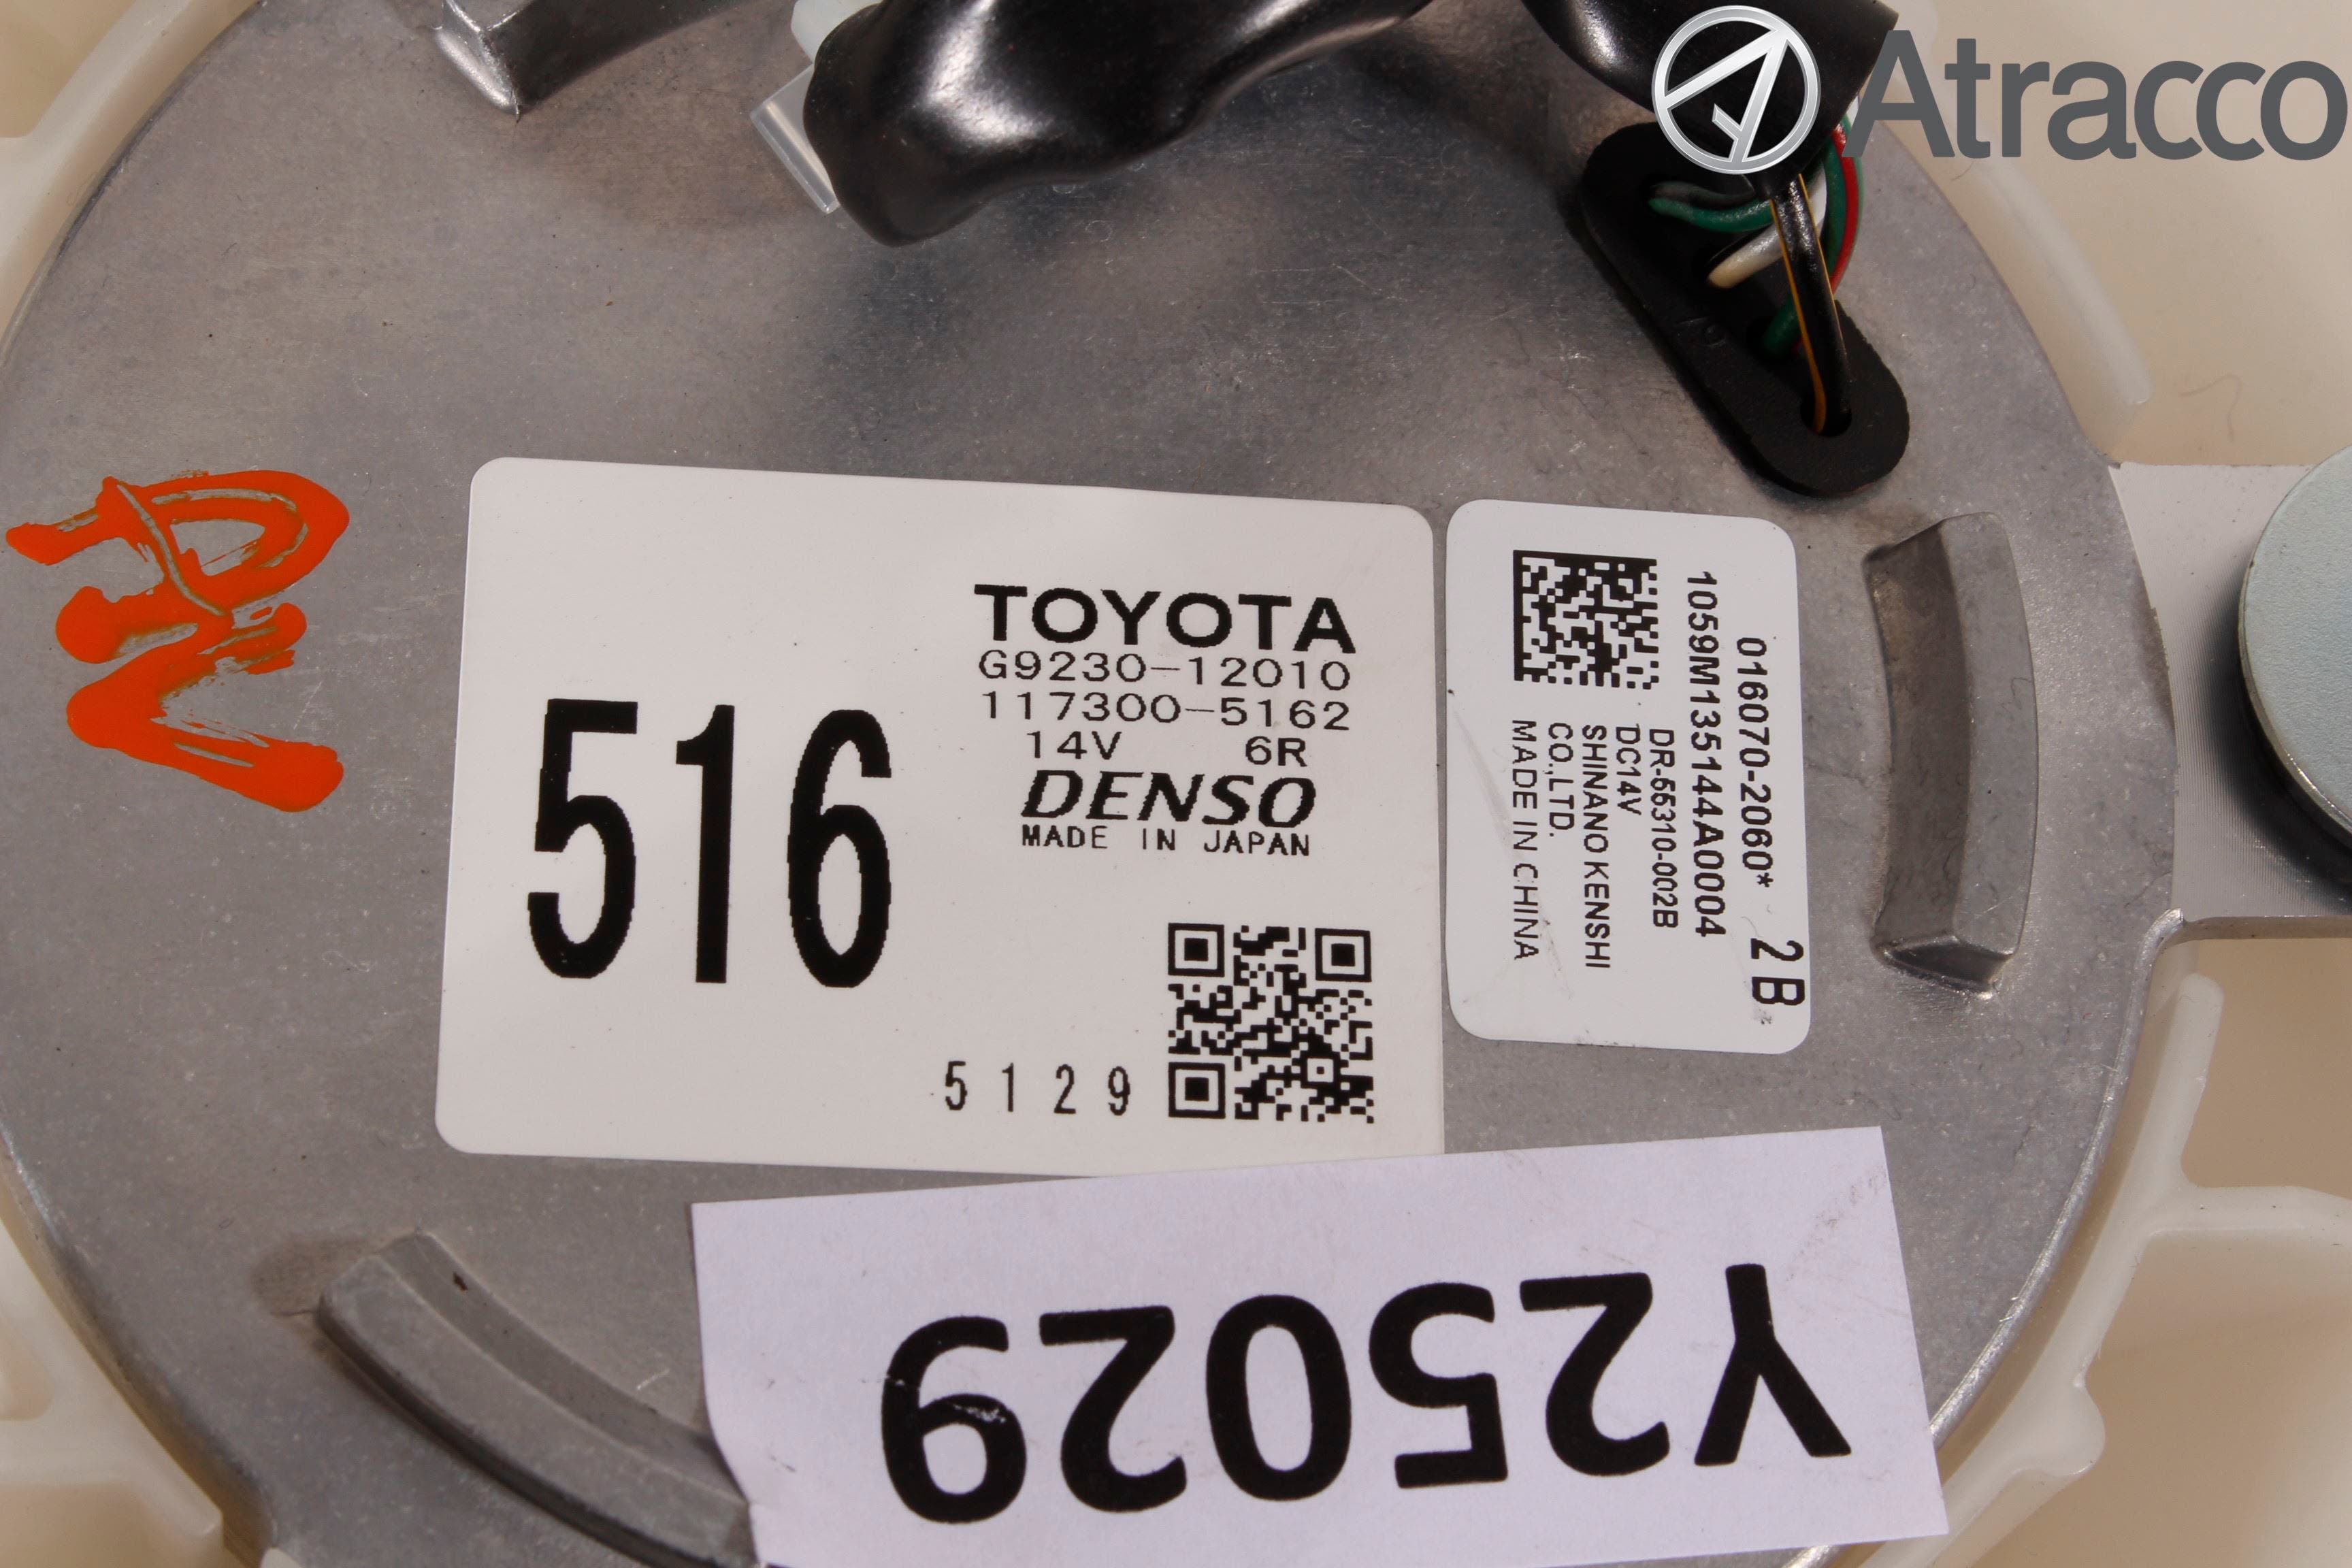 Atracco
516
TOYOTA
G9230-12010
117300-5162
14V 6R
DENSO
MADE IN JAPAN
5129
016070-2060* 2B
1059M135144A0004
DR-55310-002B
DC14V
SHINANO KENSHI
CO.,LTD.
MADE IN CHINA
Y25029